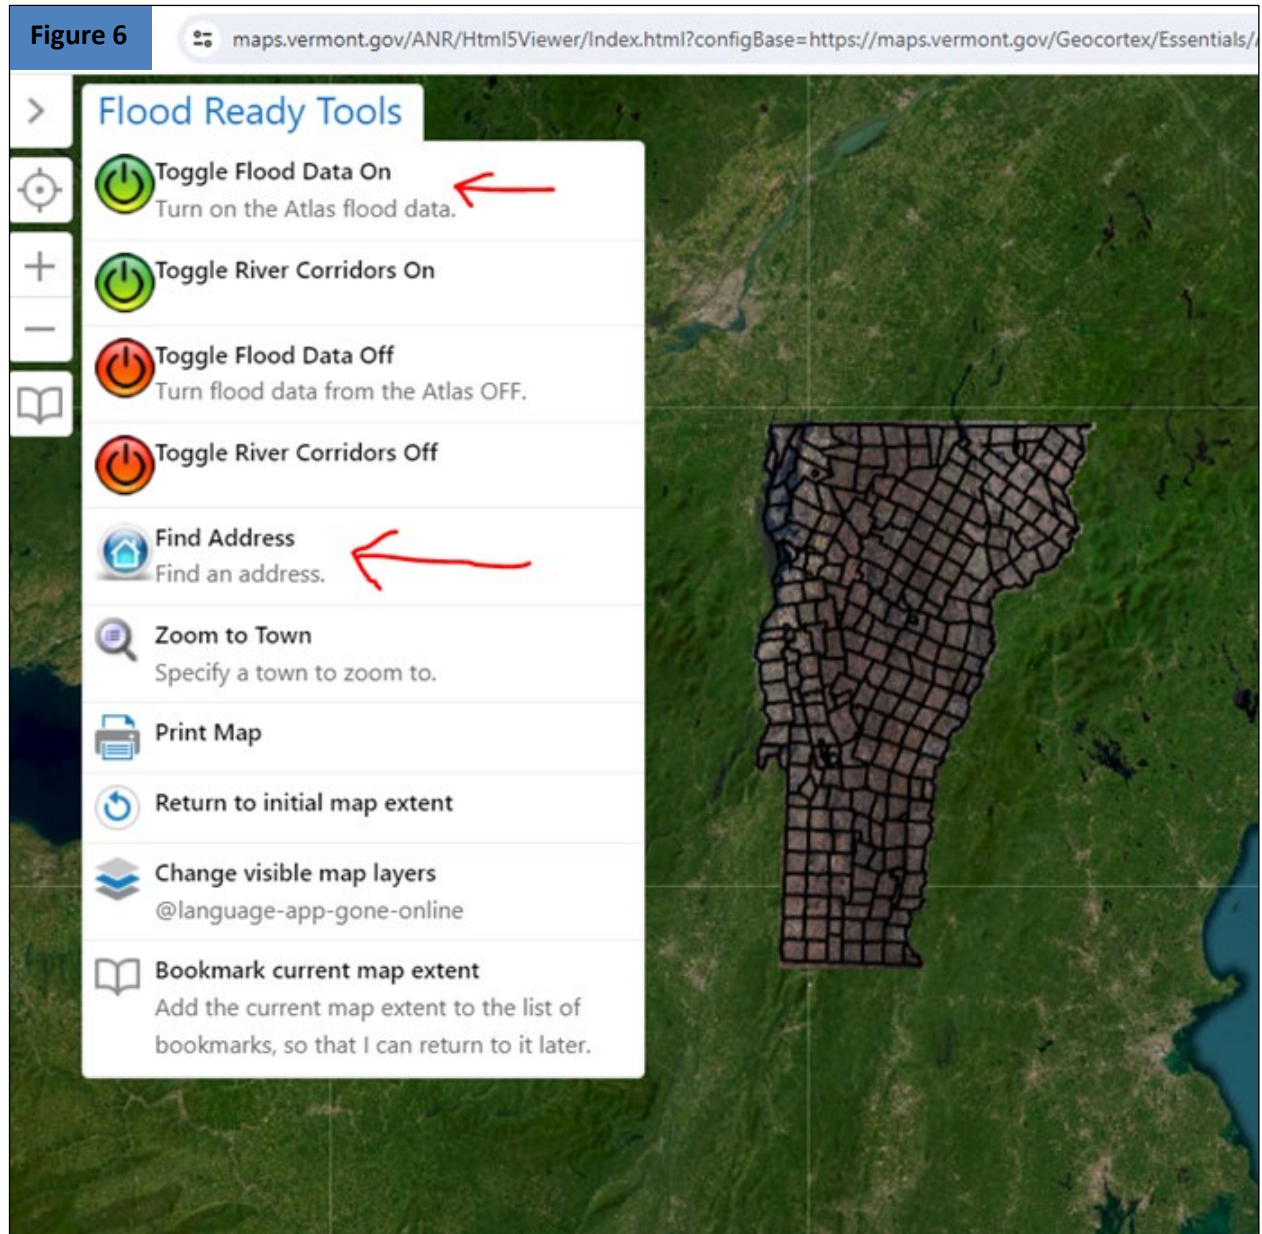 Figure 6
maps.vermont.gov/ANR/Html5Viewer/Index.html?configBase=https://maps.vermont.gov/Geocortex/Essentials/
Flood Ready Tools
Toggle Flood Data On
Turn on the Atlas flood data.
Toggle River Corridors On
Toggle Flood Data Off
Turn flood data from the Atlas OFF.
Toggle River Corridors Off
Find Address
Find an address.
Zoom to Town
Specify a town to zoom to.
Print Map
Return to initial map extent
Change visible map layers
@language-app-gone-online
Bookmark current map extent
Add the current map extent to the list of
bookmarks, so that I can return to it later.